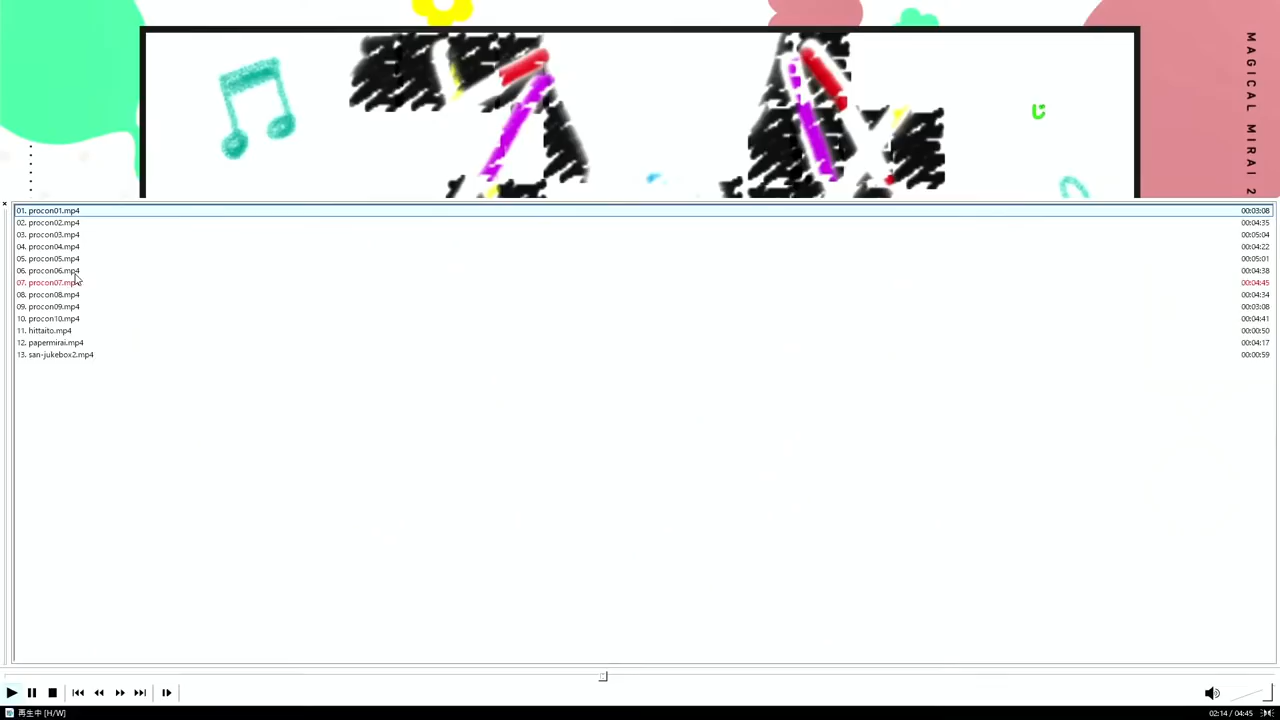 MAGICAL MIRAI 2
じ
01. procon01.mp4 00:03:08
02. procon02.mp4 00:04:35
03. procon03.mp4 00:05:04
04. procon04.mp4 00:04:22
05. procon05.mp4 00:05:01
06. procon06.mp4 00:04:38
07. procon07.mp4 00:04:45
08. procon08.mp4 00:04:34
09. procon09.mp4 00:03:08
10. procon10.mp4 00:04:41
11. hittaito.mp4 00:00:50
12. papermirai.mp4 00:04:17
13. san-jukebox2.mp4 00:00:59
再生中 [H/W] 02:14 / 04:45